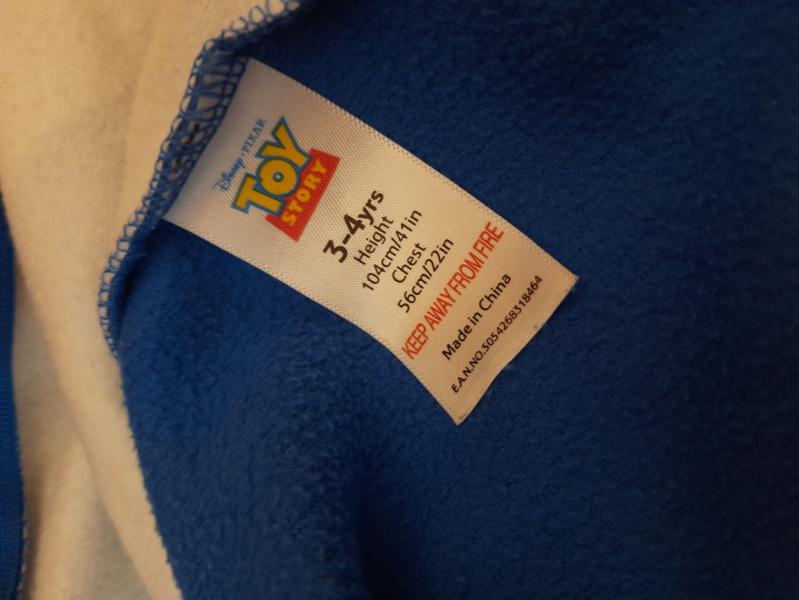 Disney · PIXAR
TOY
STORY
3-4yrs
Height
104cm/41in
Chest
56cm/22in
KEEP AWAY FROM FIRE
Made in China
E.A.N.NO.5054268318464